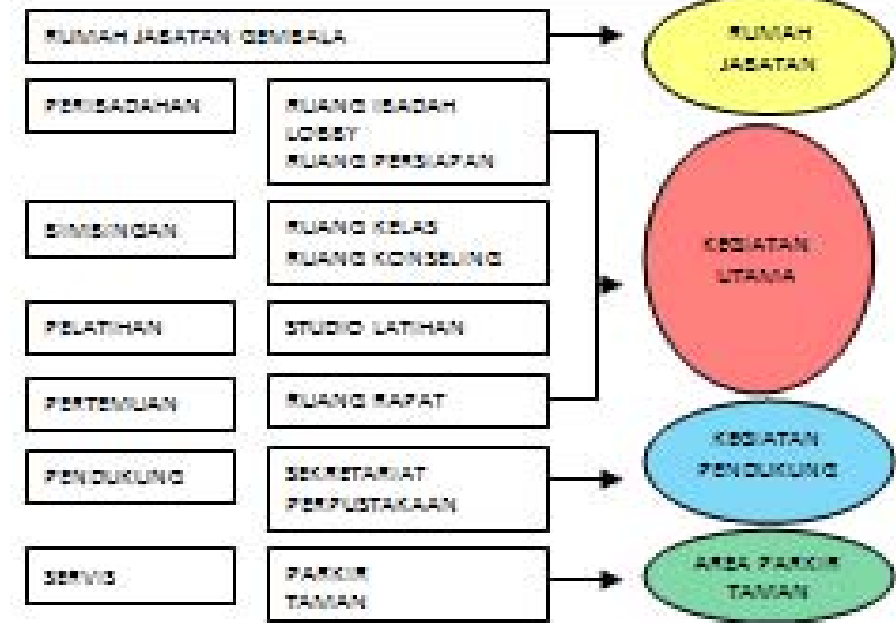 RUMAH JABATAN GEMBALA
RUMAH
JABATAN
PERIBADAHAN
RUANG IBADAH
LOBBY
RUANG PERSIAPAN
BIMBINGAN
RUANG KELAS
RUANG KONSELING
KEGIATAN
UTAMA
PELATIHAN
STUDIO LATIHAN
PERTEMUAN
RUANG RAPAT
PENDUKUNG
SEKRETARIAT
PERPUSTAKAAN
KEGIATAN
PENDUKUNG
SERVIS
PARKIR
TAMAN
AREA PARKIR
TAMAN